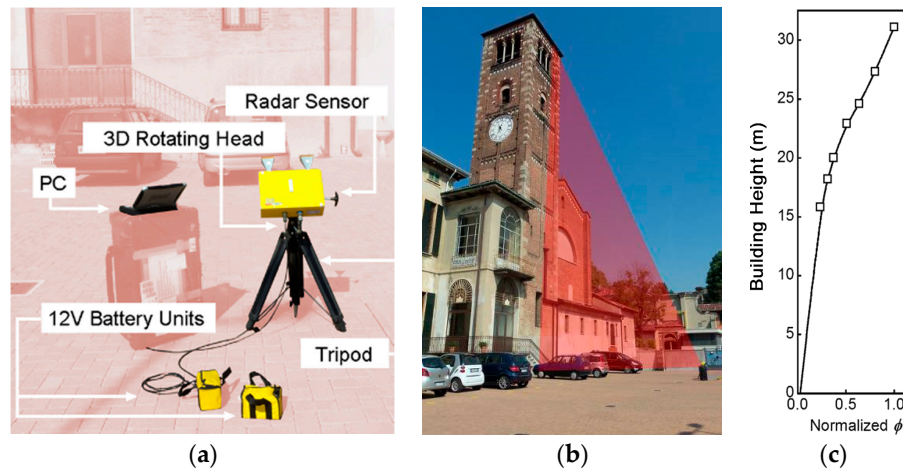 Radar Sensor
3D Rotating Head
PC
12V Battery Units
Tripod
(a)
(b)
Building Height (m)
30
25
20
15
10
5
0
0.0
0.5
1.0
Normalized ϕ
(c)